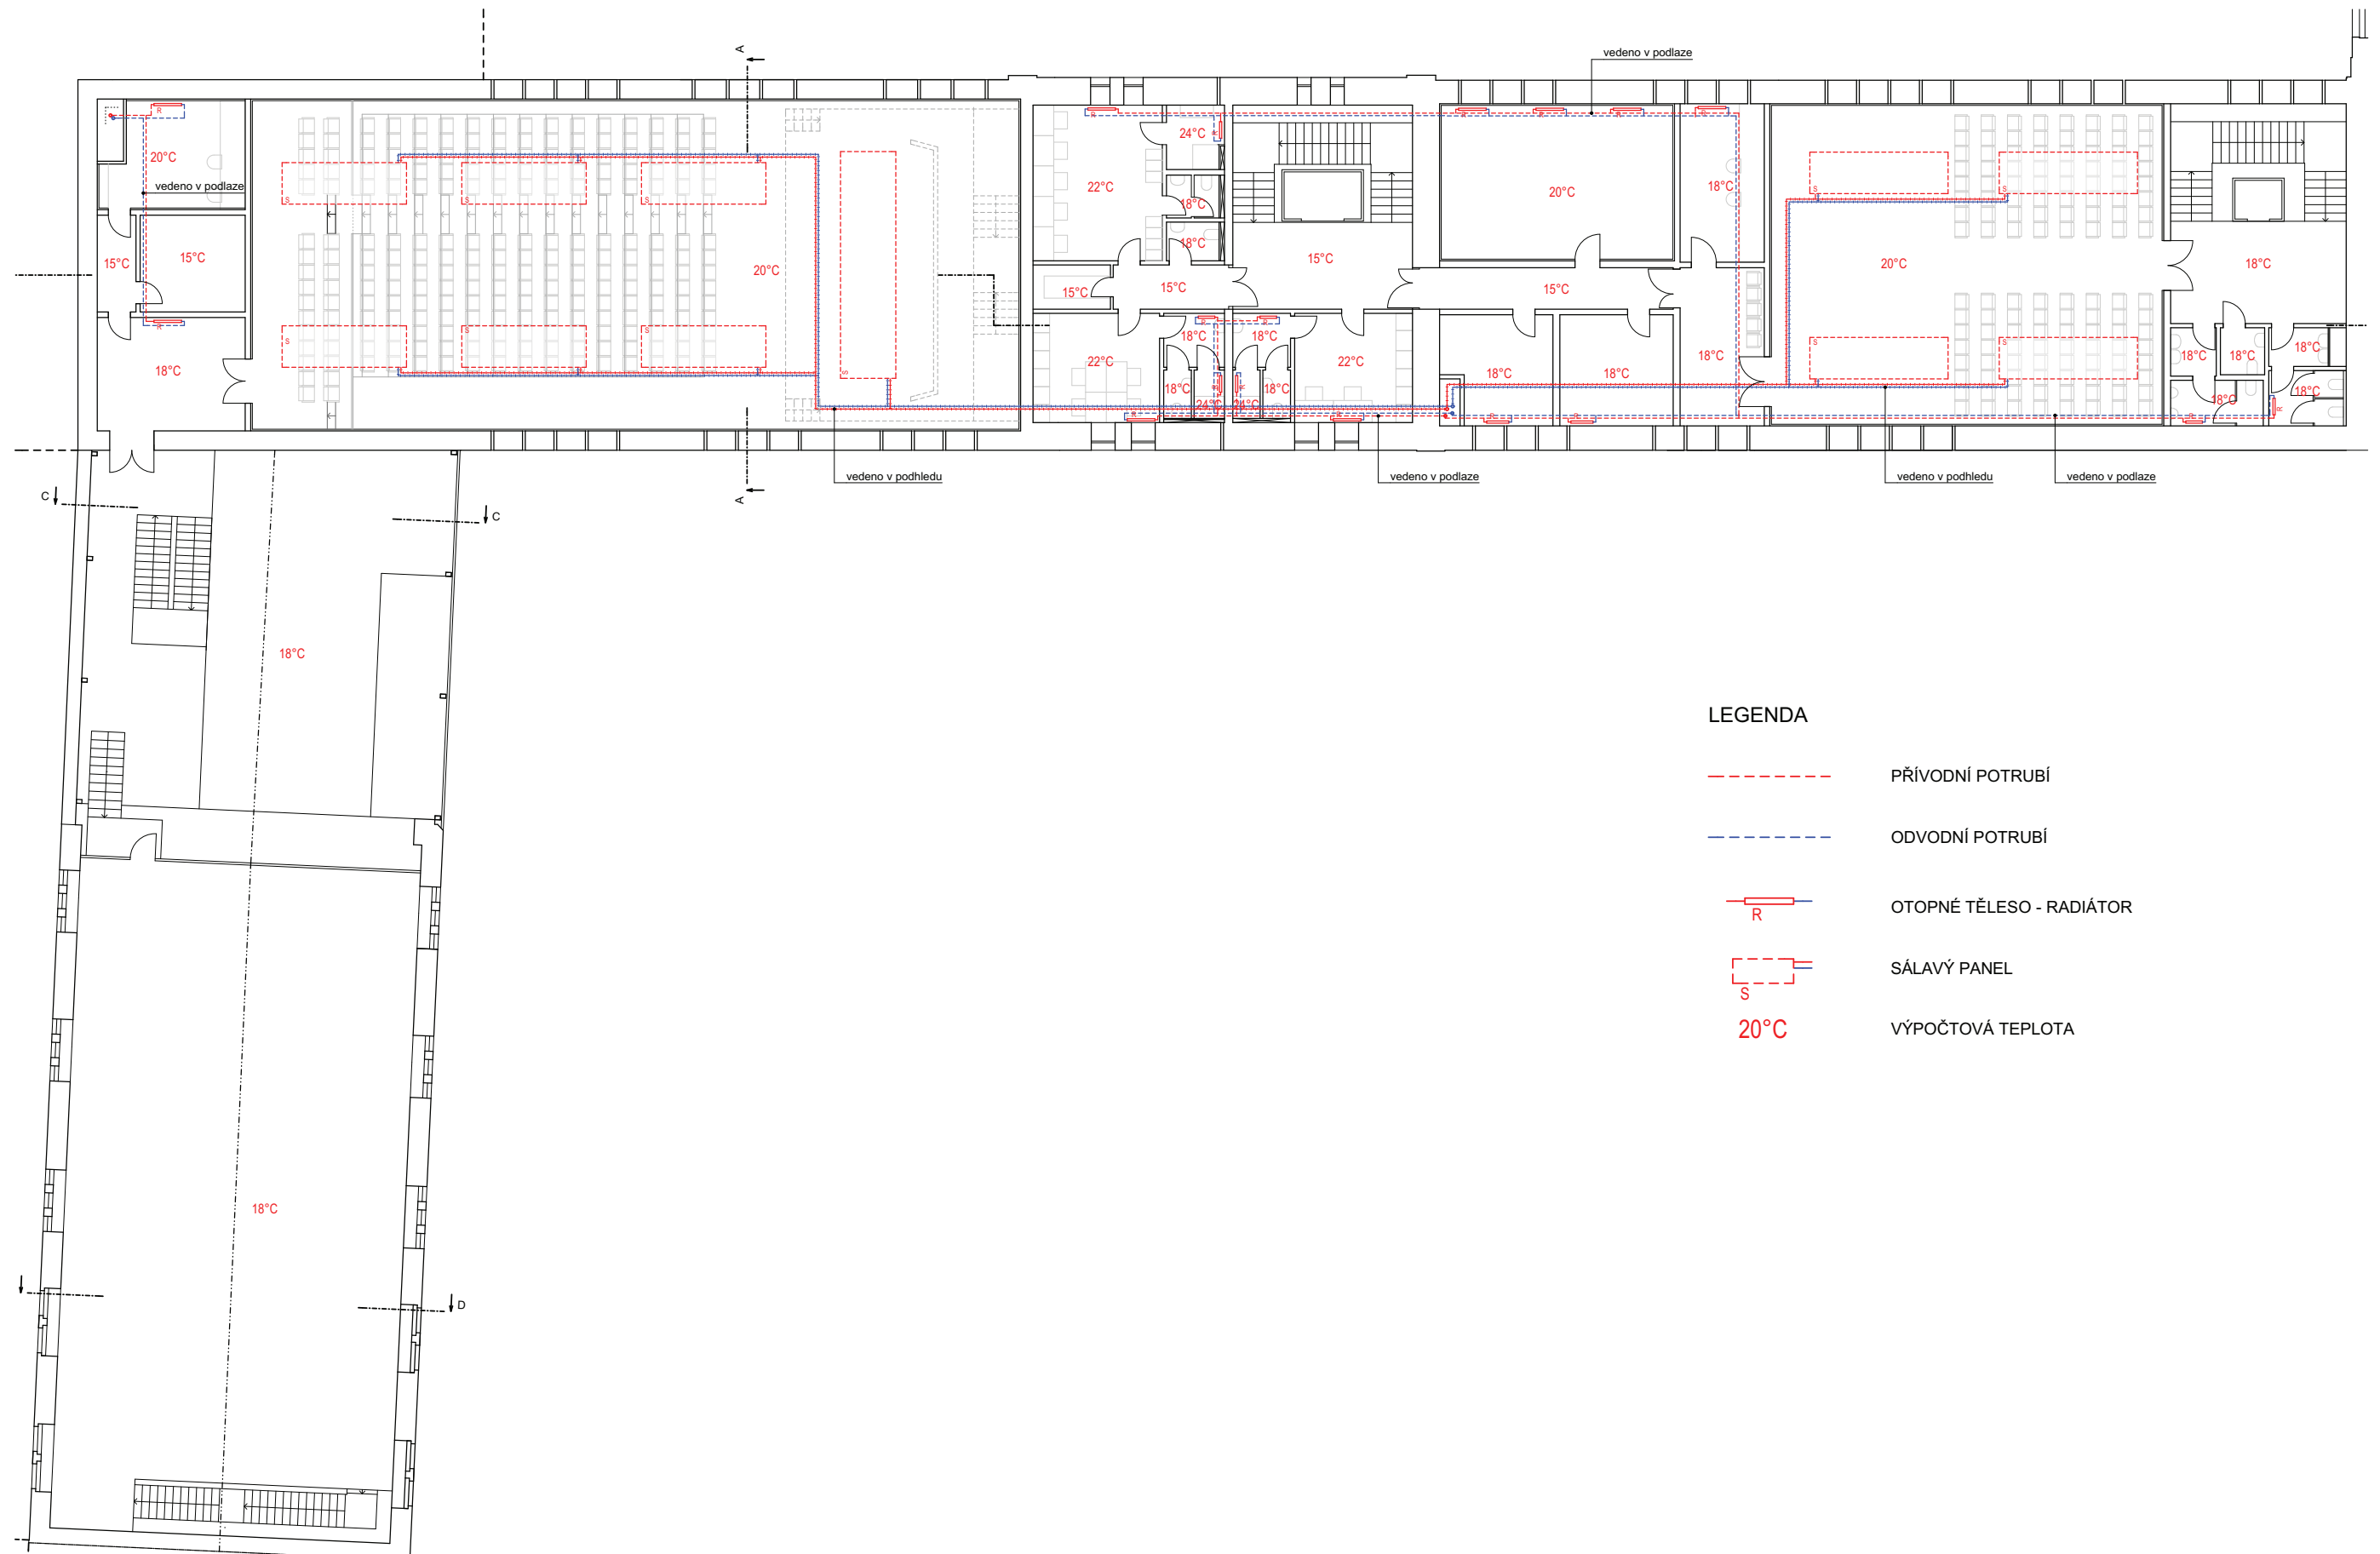 A
vedeno v podlaze
R
R
R
R
R
R
24°C
R
20°C
vedeno v podlaze
22°C
20°C
18°C
S
S
S
S
S
18°C
18°C
15°C
15°C
20°C
15°C
20°C
18°C
15°C
15°C
15°C
R
R
R
18°C
18°C
S
S
S
S
S
18°C
22°C
22°C
18°C
18°C
18°C
18°C
18°C
18°C
S
18°C
18°C
R
R
24°C
24°C
18°C
18°C
R
R
R
R
R
R
vedeno v podhledu
vedeno v podlaze
vedeno v podhledu
vedeno v podlaze
A
C
C
18°C
LEGENDA
PŘÍVODNÍ POTRUBÍ
ODVODNÍ POTRUBÍ
R
OTOPNÉ TĚLESO - RADIÁTOR
S
SÁLAVÝ PANEL
20°C
VÝPOČTOVÁ TEPLOTA
18°C
D